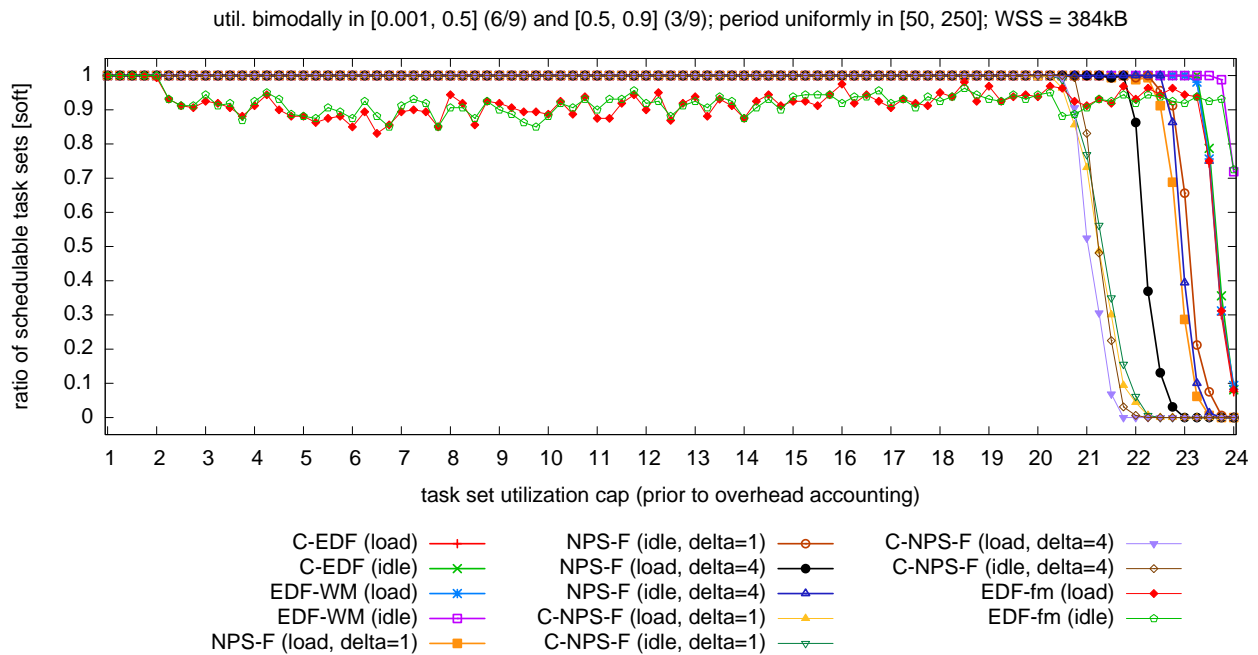 util. bimodally in [0.001, 0.5] (6/9) and [0.5, 0.9] (3/9); period uniformly in [50, 250]; WSS = 384kB
ratio of schedulable task sets [soft]
1
0.9
0.8
0.7
0.6
0.5
0.4
0.3
0.2
0.1
0
1 2 3 4 5 6 7 8 9 10 11 12 13 14 15 16 17 18 19 20 21 22 23 24
task set utilization cap (prior to overhead accounting)
C-EDF (load)
C-EDF (idle)
EDF-WM (load)
EDF-WM (idle)
NPS-F (load, delta=1)
NPS-F (idle, delta=1)
NPS-F (load, delta=4)
NPS-F (idle, delta=4)
C-NPS-F (load, delta=1)
C-NPS-F (idle, delta=1)
C-NPS-F (load, delta=4)
C-NPS-F (idle, delta=4)
EDF-fm (load)
EDF-fm (idle)